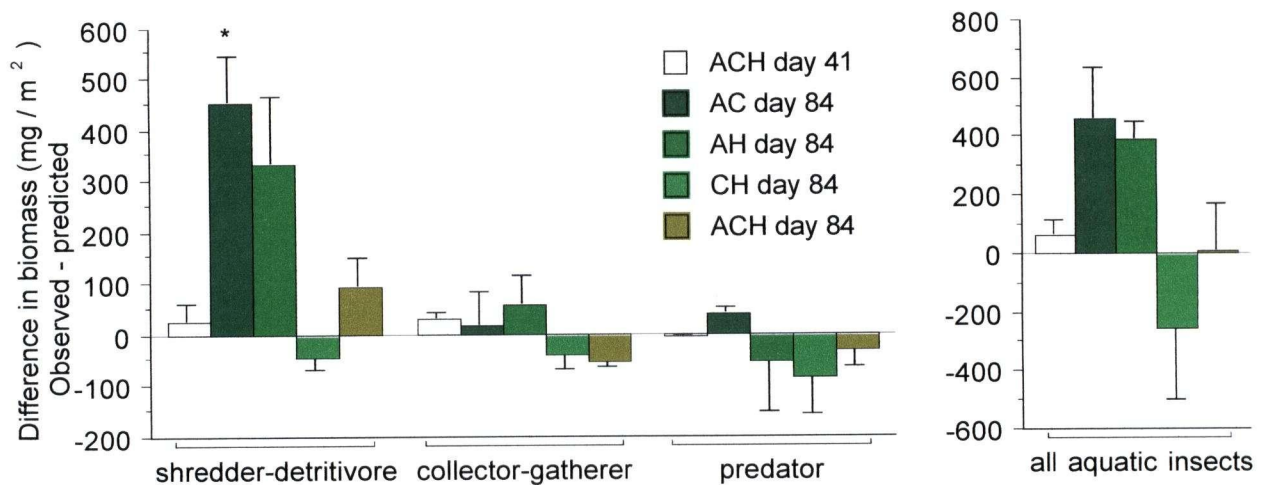 Difference in biomass (mg / m 2 )
Observed - predicted
600
500
400
300
200
100
0
-100
-200
*
ACH day 41
AC day 84
AH day 84
CH day 84
ACH day 84
shredder-detritivore
collector-gatherer
predator
800
600
400
200
0
-200
-400
-600
all aquatic insects